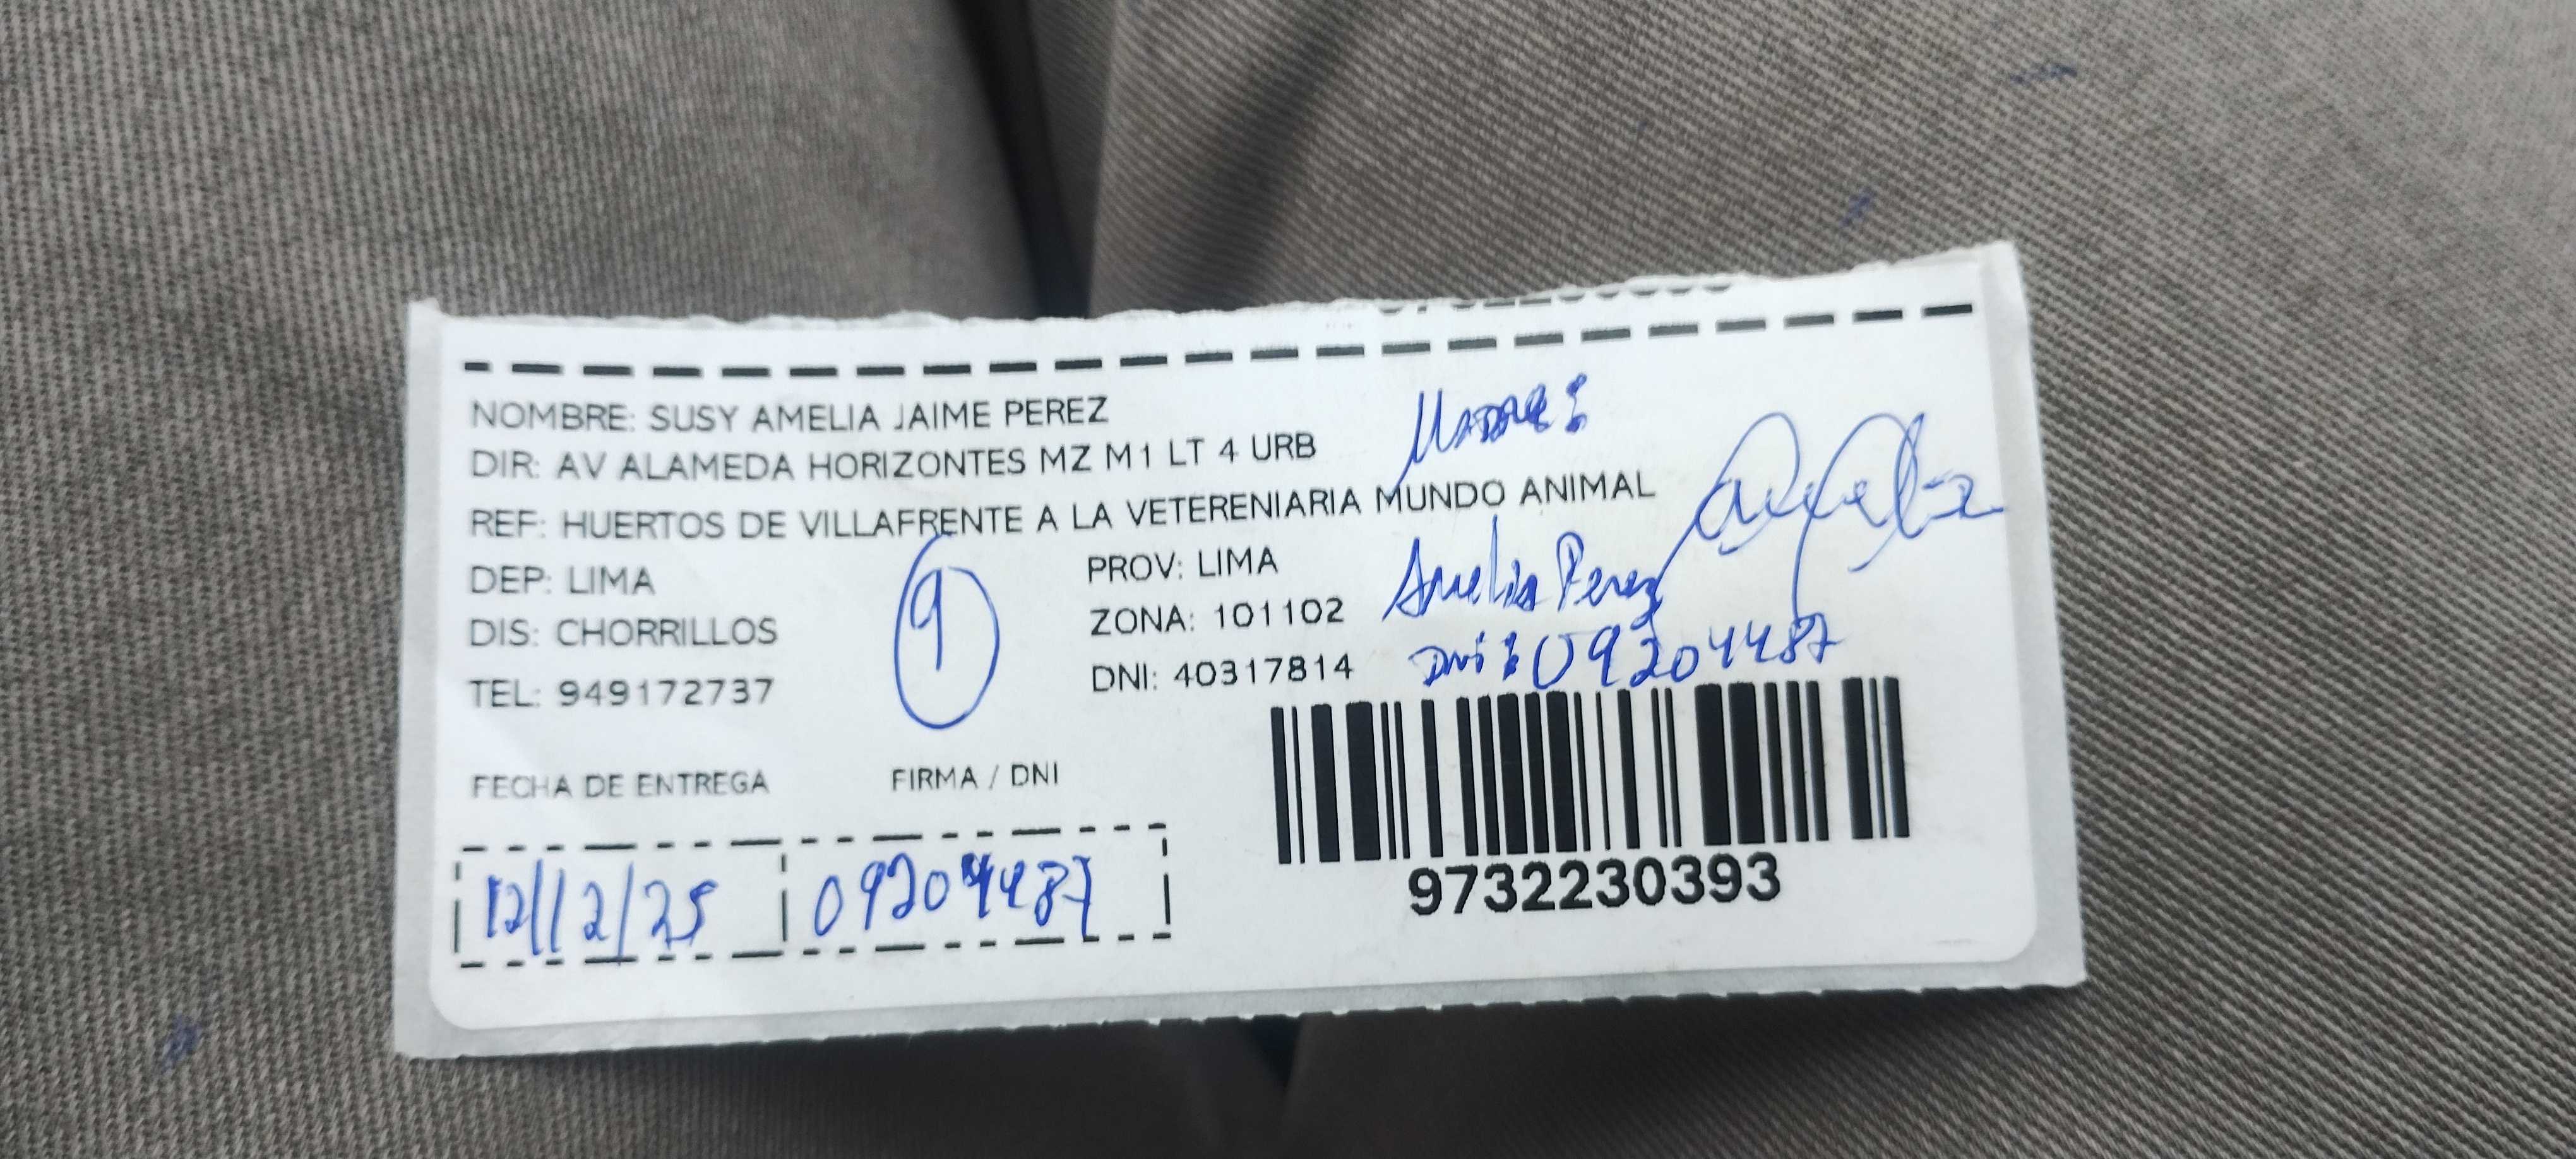 NOMBRE: SUSY AMELIA JAIME PEREZ
DIR: AV ALAMEDA HORIZONTES MZ M1 LT 4 URB
REF: HUERTOS DE VILLAFRENTE A LA VETERENIARIA MUNDO ANIMAL
DEP: LIMA
PROV: LIMA
Amelia Perez
DIS: CHORRILLOS
9
ZONA: 101102
TEL: 949172737
DNI: 40317814
DNI: 09204487
FECHA DE ENTREGA
FIRMA / DNI
12/12/25
09204487
9732230393